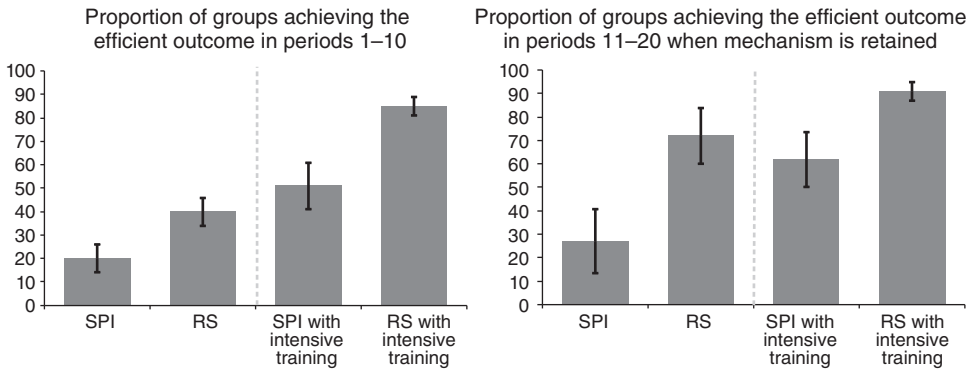 Proportion of groups achieving the
efficient outcome in periods 1–10
100
90
80
70
60
50
40
30
20
10
0
SPI
RS
SPI with
intensive
training
RS with
intensive
training
Proportion of groups achieving the efficient outcome
in periods 11–20 when mechanism is retained
100
90
80
70
60
50
40
30
20
10
0
SPI
RS
SPI with
intensive
training
RS with
intensive
training